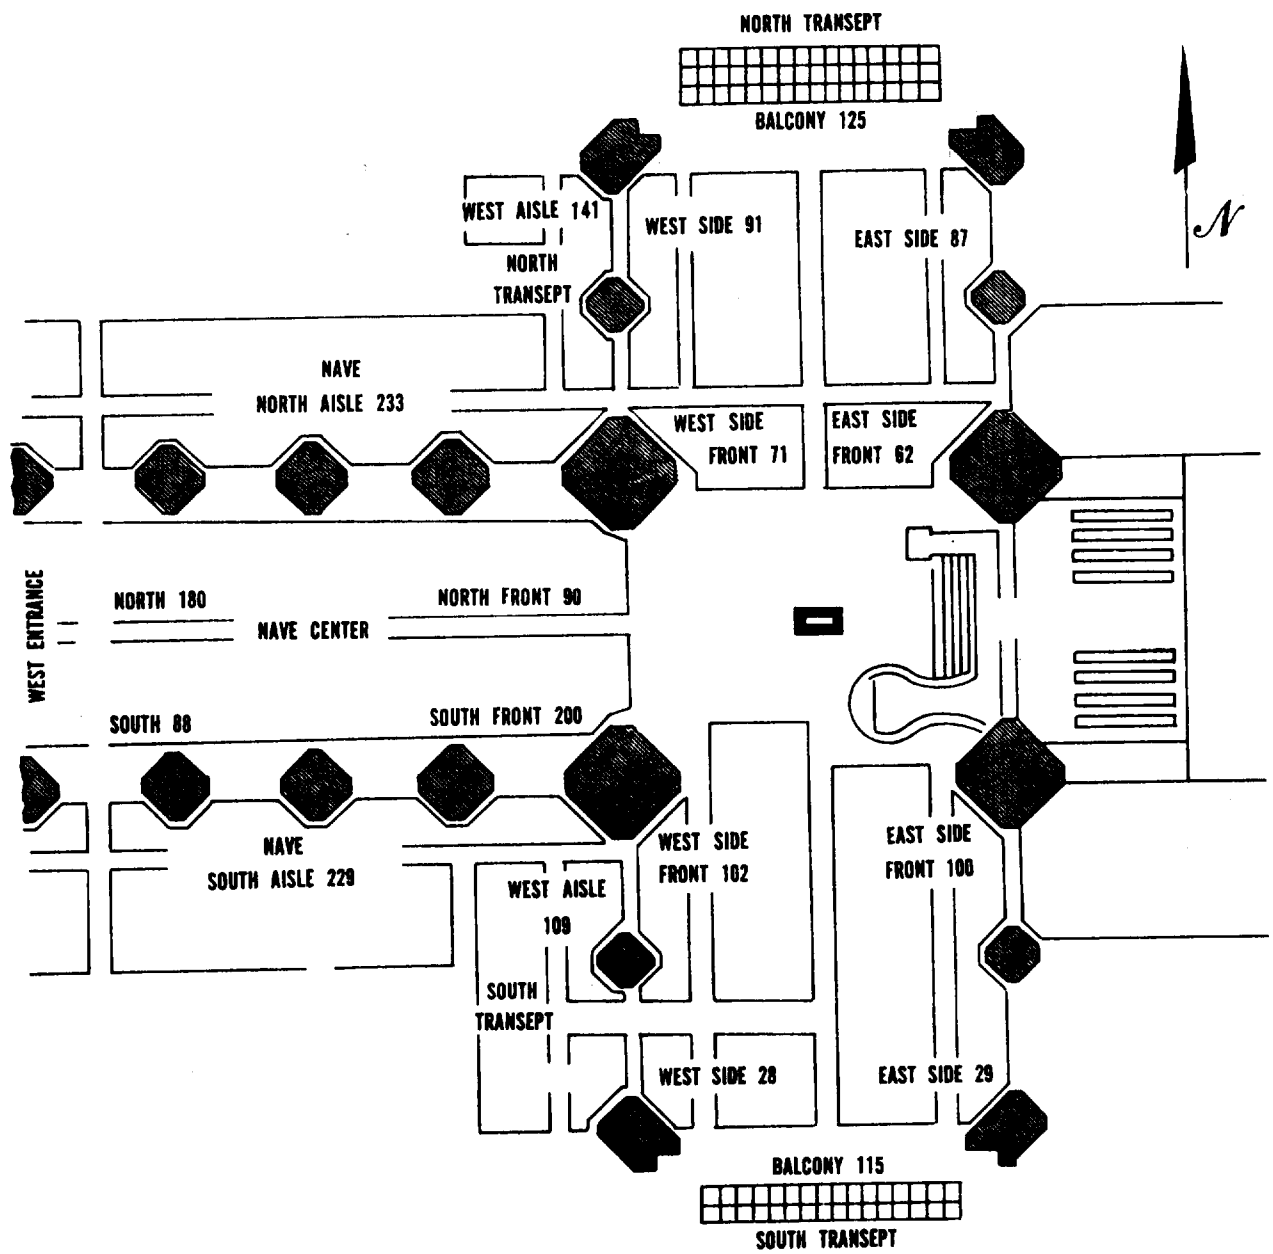 NORTH TRANSEPT
BALCONY 125
WEST AISLE 141
WEST SIDE 91
EAST SIDE 87
N
NORTH
TRANSEPT
NAVE
NORTH AISLE 233
WEST SIDE
FRONT 71
EAST SIDE
FRONT 62
WEST ENTRANCE
NORTH 180
NORTH FRONT 90
NAVE CENTER
SOUTH 88
SOUTH FRONT 200
NAVE
SOUTH AISLE 229
WEST SIDE
FRONT 102
EAST SIDE
FRONT 100
WEST AISLE
109
SOUTH
TRANSEPT
WEST SIDE 28
EAST SIDE 29
BALCONY 115
SOUTH TRANSEPT